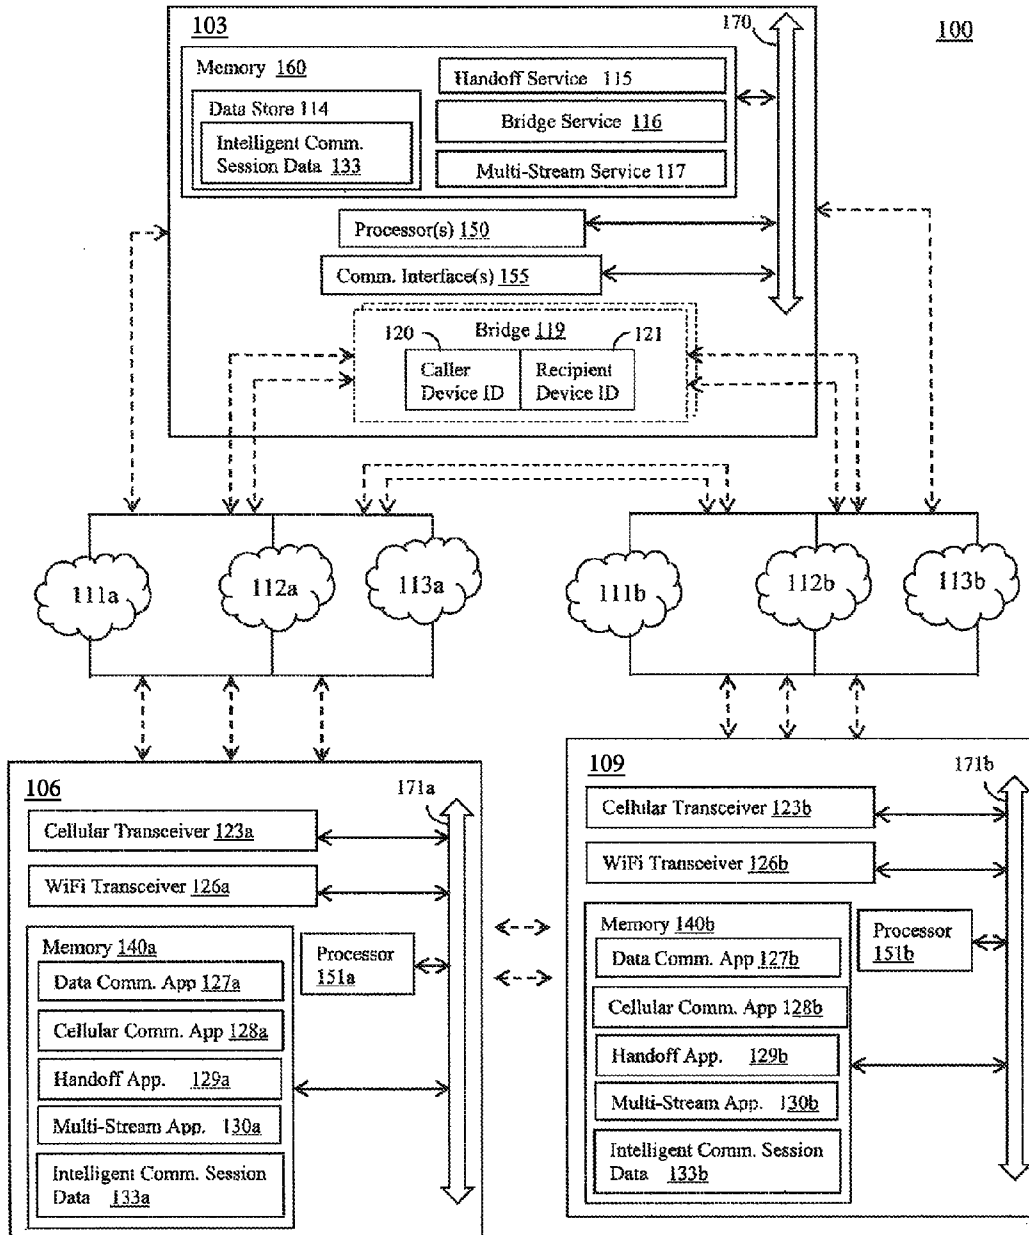 103
170
100
Memory 160
Handoff Service 115
Data Store 114
Bridge Service 116
Intelligent Comm.
Session Data 133
Multi-Stream Service 117
Processor(s) 150
Comm. Interface(s) 155
120
Bridge 119
121
Caller
Device ID
Recipient
Device ID
111a
112a
113a
111b
112b
113b
106
171a
Cellular Transceiver 123a
WiFi Transceiver 126a
Memory 140a
Processor
151a
Data Comm. App 127a
Cellular Comm. App 128a
Handoff App. 129a
Multi-Stream App. 130a
Intelligent Comm. Session
Data 133a
109
171b
Cellular Transceiver 123b
WiFi Transceiver 126b
Memory 140b
Processor
151b
Data Comm. App 127b
Cellular Comm. App 128b
Handoff App. 129b
Multi-Stream App. 130b
Intelligent Comm. Session
Data 133b